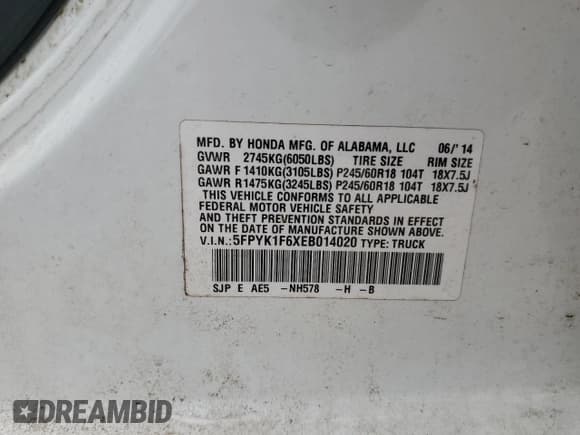 MFD. BY HONDA MFG. OF ALABAMA, LLC 06/'14
GVWR 2745KG(6050LBS) TIRE SIZE RIM SIZE
GAWR F 1410KG(3105LBS) P245/60R18 104T 18X7.5J
GAWR R1475KG(3245LBS) P245/60R18 104T 18X7.5J
THIS VEHICLE CONFORMS TO ALL APPLICABLE
FEDERAL MOTOR VEHICLE SAFETY
AND THEFT PREVENTION STANDARDS IN EFFECT
ON THE DATE OF MANUFACTURE SHOWN ABOVE.
V.I.N.:5FPYK1F6XEB014020 TYPE:TRUCK
SJP E AE5 -NH578 -H -B
DREAMBID